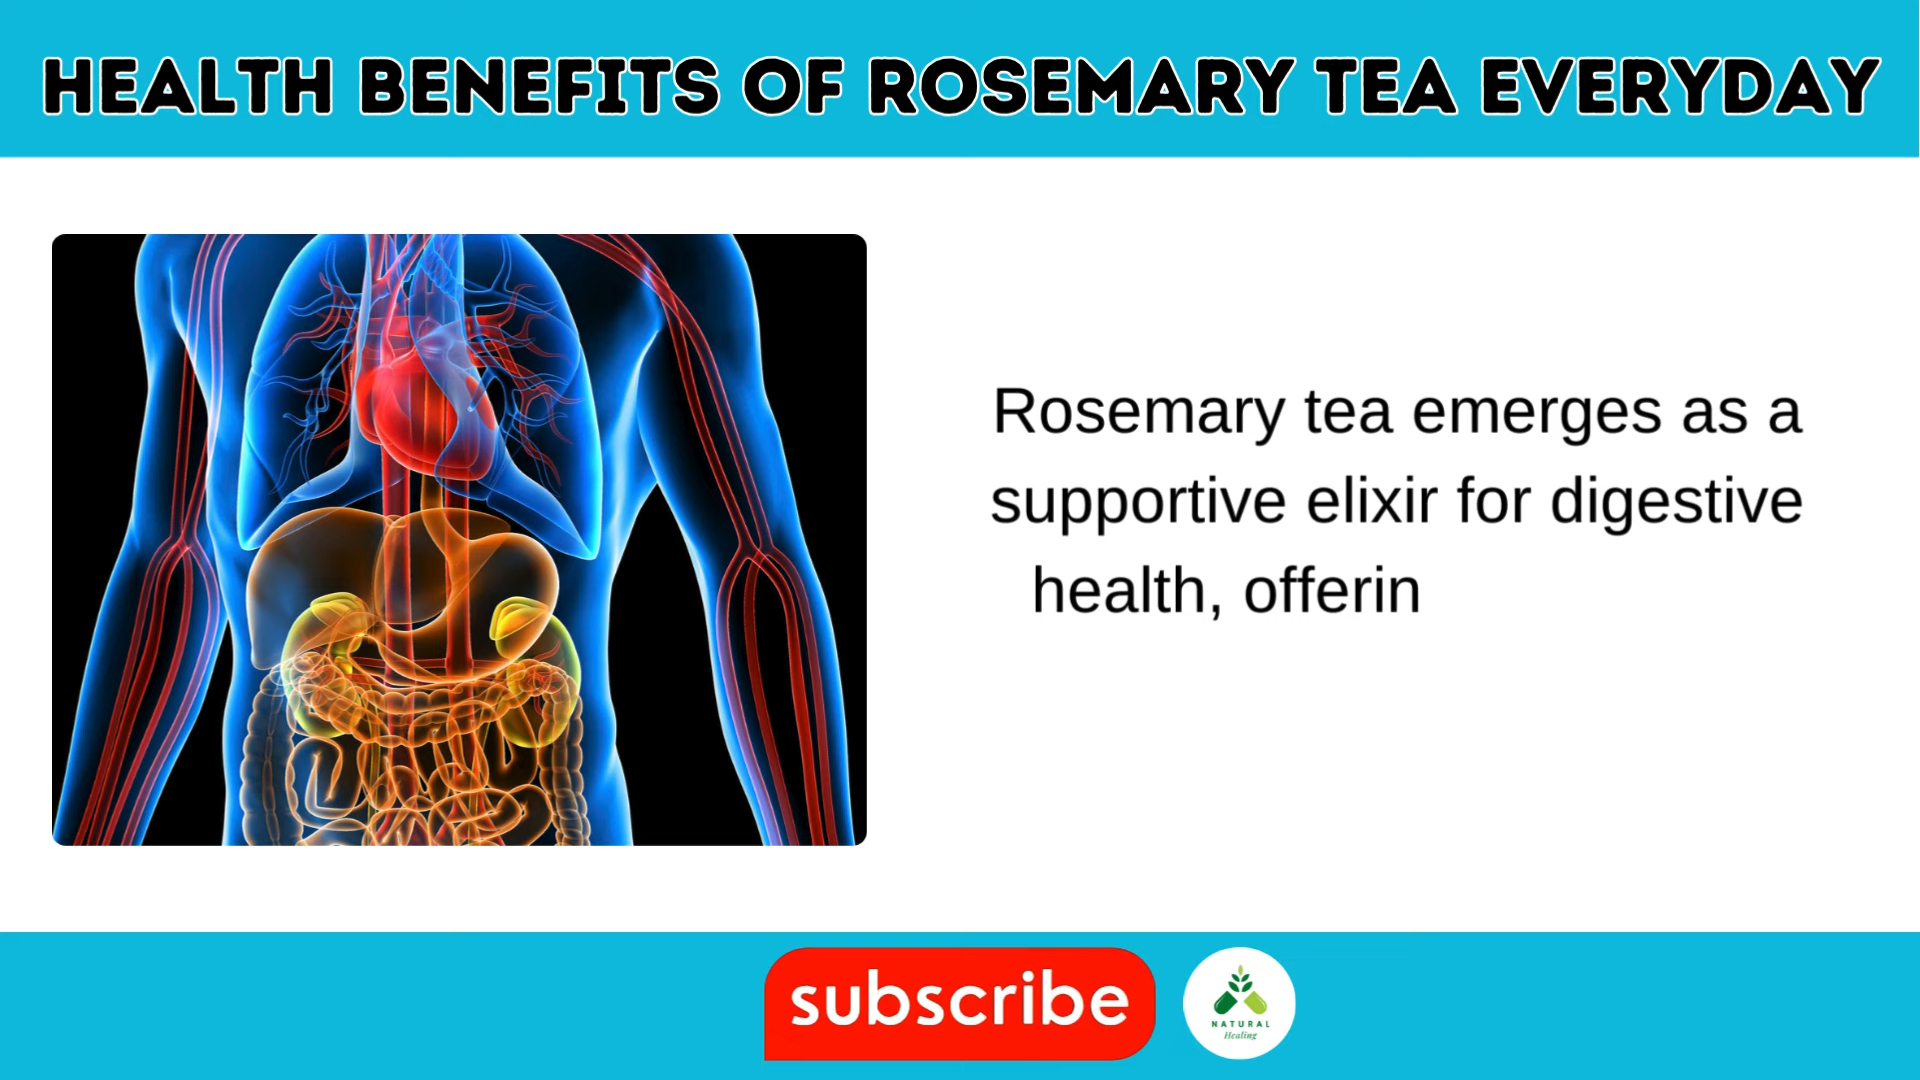 HEALTH BENEFITS OF ROSEMARY TEA EVERYDAY
Rosemary tea emerges as a
supportive elixir for digestive
health, offerin
subscribe
NATURAL
Healing